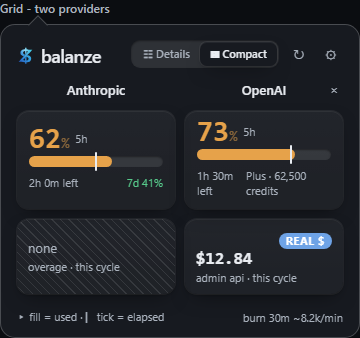 Grid - two providers
$ balanze
Details
Compact
Anthropic
OpenAI
×
62% 5h
2h 0m left
7d 41%
73% 5h
1h 30m left
Plus · 62,500 credits
none
overage · this cycle
REAL $
$12.84
admin api · this cycle
▸ fill = used · | tick = elapsed
burn 30m ~8.2k/min